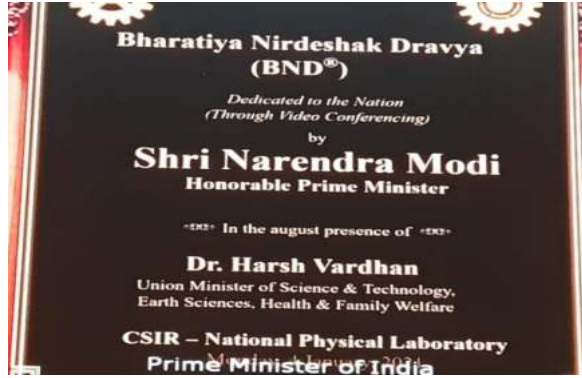 Bharatiya Nirdeshak Dravya
(BND®)
Dedicated to the Nation
(Through Video Conferencing)
by
Shri Narendra Modi
Honorable Prime Minister
In the august presence of
Dr. Harsh Vardhan
Union Minister of Science & Technology,
Earth Sciences, Health & Family Welfare
CSIR – National Physical Laboratory
Prime Minister of India